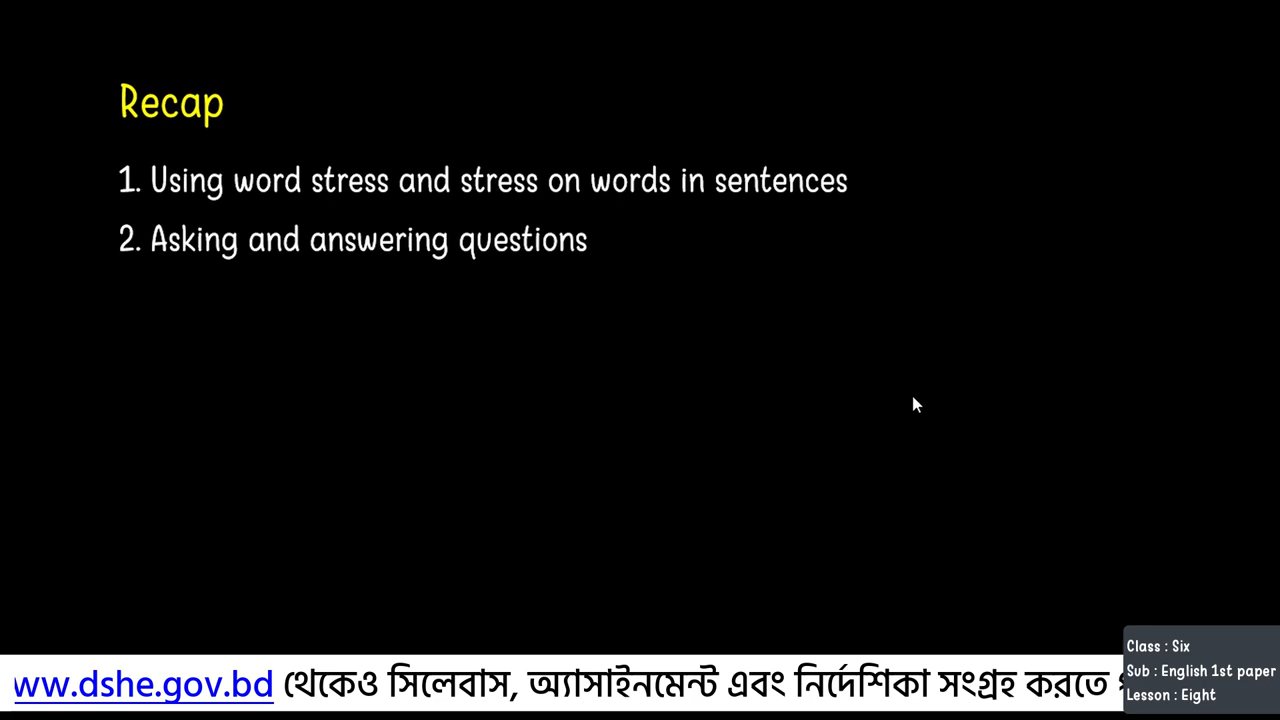 Recap
1. Using word stress and stress on words in sentences
2. Asking and answering questions
ww.dshe.gov.bd থেকেও সিলেবাস, অ্যাসাইনমেন্ট এবং নির্দেশিকা সংগ্রহ করতে
Class : Six
Sub : English 1st paper
Lesson : Eight